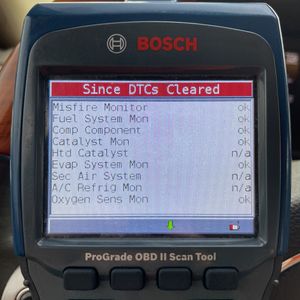 BOSCH
Since DTCs Cleared
Misfire Monitor ok
Fuel System Mon ok
Comp Component ok
Catalyst Mon ok
Htd Catalyst n/a
Evap System Mon ok
Sec Air System n/a
A/C Refrig Mon n/a
Oxygen Sens Mon ok
ProGrade OBD II Scan Tool